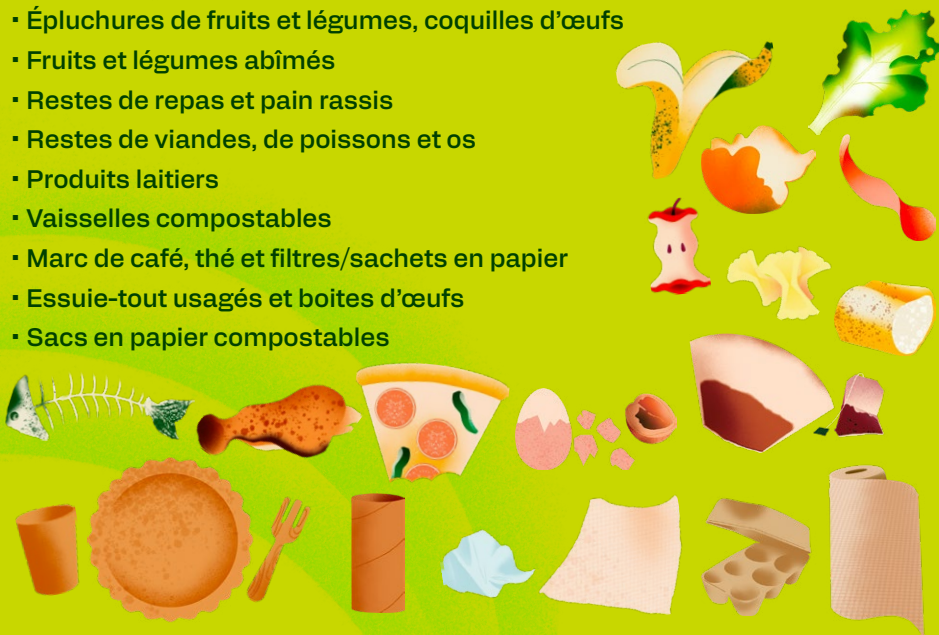 · Épluchures de fruits et légumes, coquilles d’œufs
· Fruits et légumes abîmés
· Restes de repas et pain rassis
· Restes de viandes, de poissons et os
· Produits laitiers
· Vaisselles compostables
· Marc de café, thé et filtres/sachets en papier
· Essuie-tout usagés et boites d’œufs
· Sacs en papier compostables